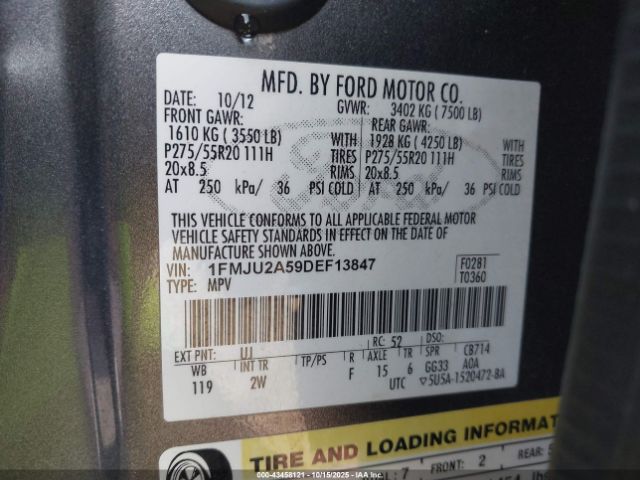 MFD. BY FORD MOTOR CO.
DATE: 10/12 GVWR: 3402 KG ( 7500 LB)
FRONT GAWR: REAR GAWR:
1610 KG ( 3550 LB) WITH 1928 KG ( 4250 LB) WITH
P275/55R20 111H TIRES P275/55R20 111H TIRES
20x8.5 RIMS 20x8.5 RIMS
AT 250 kPa/ 36 PSI COLD AT 250 kPa/ 36 PSI COLD
THIS VEHICLE CONFORMS TO ALL APPLICABLE FEDERAL MOTOR
VEHICLE SAFETY STANDARDS IN EFFECT ON THE DATE OF
MANUFACTURE SHOWN ABOVE.
VIN: 1FMJU2A59DEF13847 F0281
TYPE: MPV T0360
EXT PNT: UJ RC: 52 DSO:
WB INT TR TP/PS R AXLE TR SPR CB714
119 2W F 15 6 GG33 A0A
UTC ▽5U5A-1520472-BA
TIRE AND LOADING INFORMAT
7 FRONT: 2 REAR:
000-43458121 - 10/15/2025 - IAAI.COM